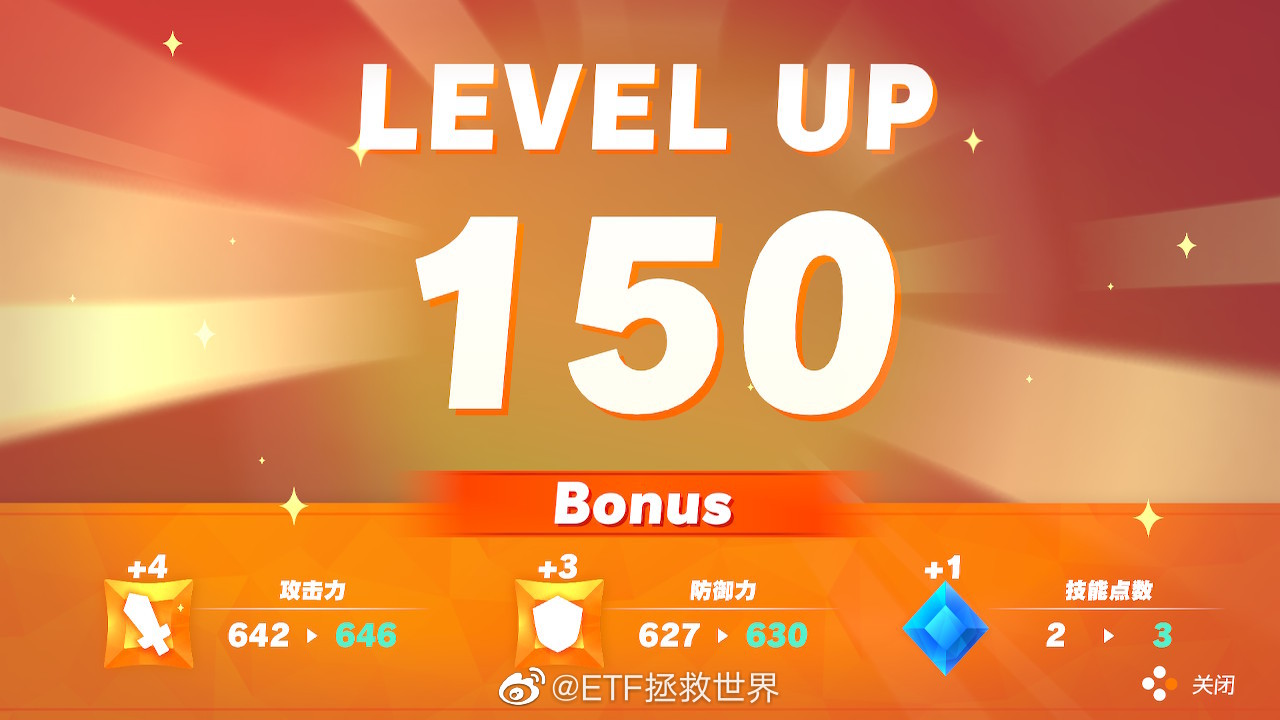 LEVEL UP
150
Bonus
+4
攻击力
642 ▸ 646
+3
防御力
627 ▸ 630
+1
技能点数
2 ▸ 3
@ETF拯救世界
关闭